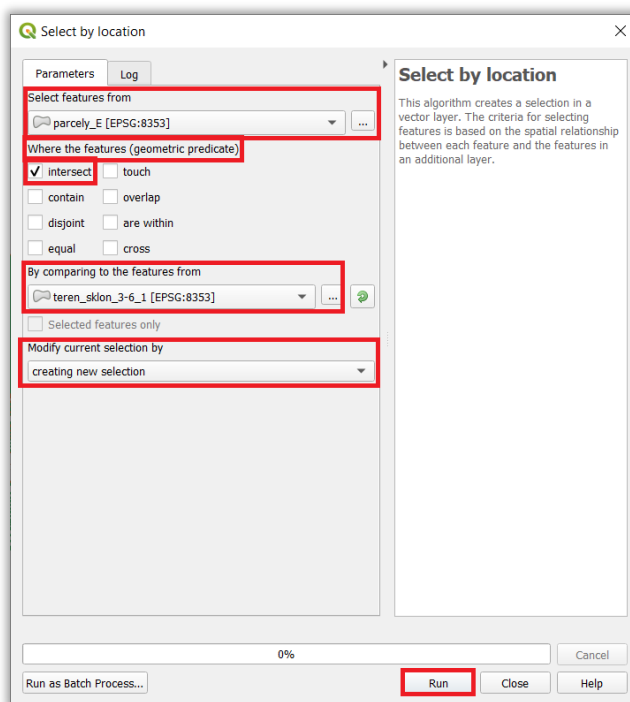 Select by location
Parameters
Log
Select features from
parcely_E [EPSG:8353]
...
Where the features (geometric predicate)
intersect
touch
contain
overlap
disjoint
are within
equal
cross
By comparing to the features from
teren_sklon_3-6_1 [EPSG:8353]
...
Selected features only
Modify current selection by
creating new selection
Select by location
This algorithm creates a selection in a
vector layer. The criteria for selecting
features is based on the spatial relationship
between each feature and the features in
an additional layer.
0%
Cancel
Run as Batch Process...
Run
Close
Help